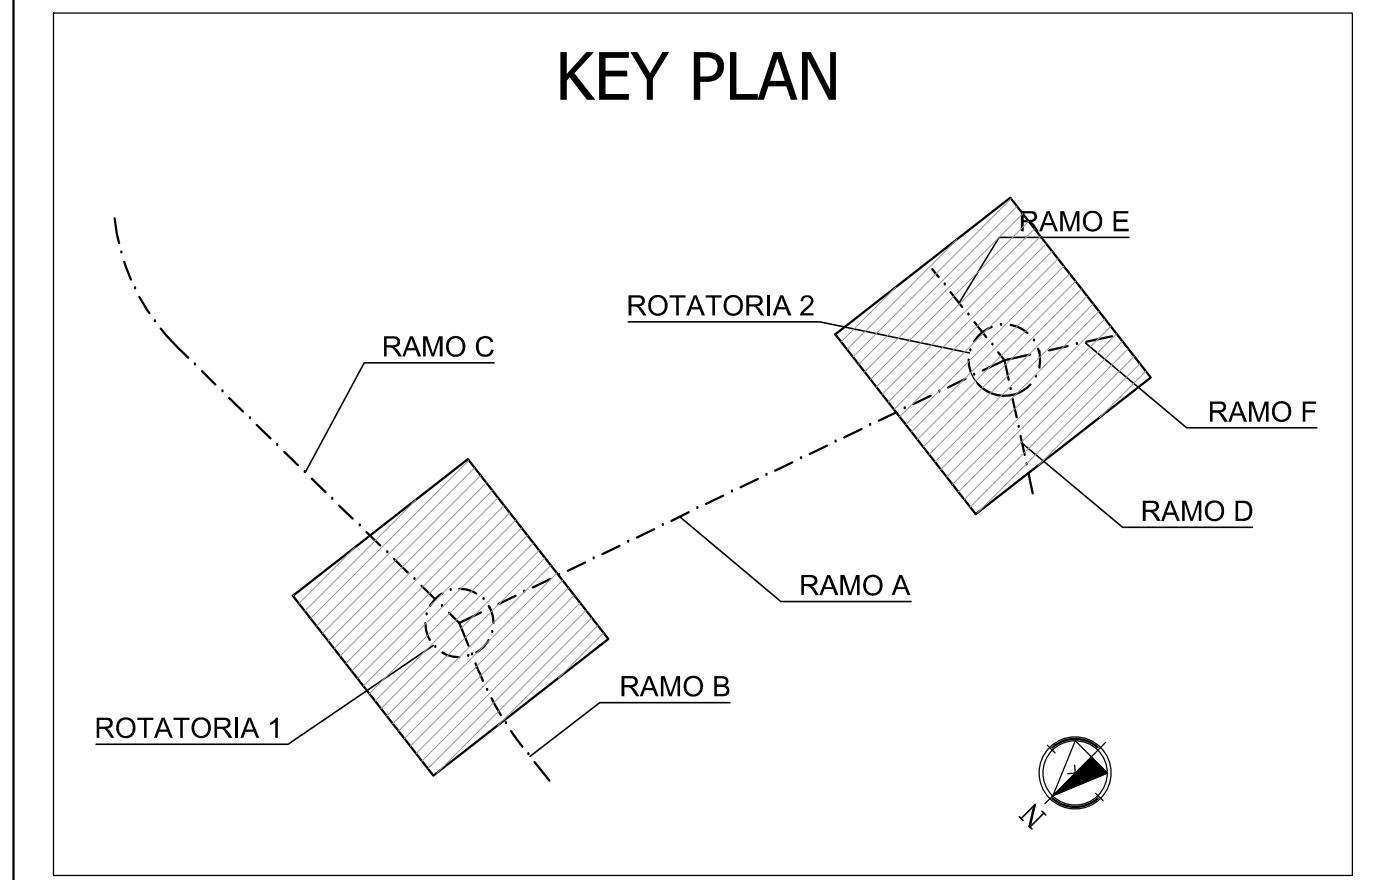 KEY PLAN
RAMO E
ROTATORIA 2
RAMO C
RAMO F
RAMO D
RAMO A
RAMO B
ROTATORIA 1
N